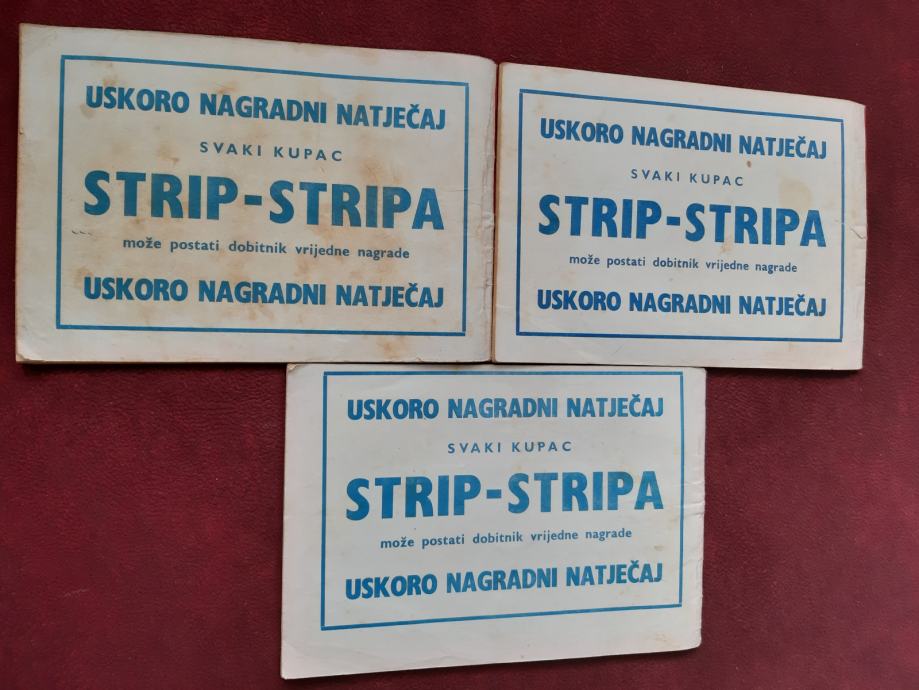 USKORO NAGRADNI NATJEČAJ
SVAKI KUPAC
STRIP-STRIPA
može postati dobitnik vrijedne nagrade
USKORO NAGRADNI NATJEČAJ
USKORO NAGRADNI NATJEČAJ
SVAKI KUPAC
STRIP-STRIPA
može postati dobitnik vrijedne nagrade
USKORO NAGRADNI NATJEČAJ
USKORO NAGRADNI NATJEČAJ
SVAKI KUPAC
STRIP-STRIPA
može postati dobitnik vrijedne nagrade
USKORO NAGRADNI NATJEČAJ